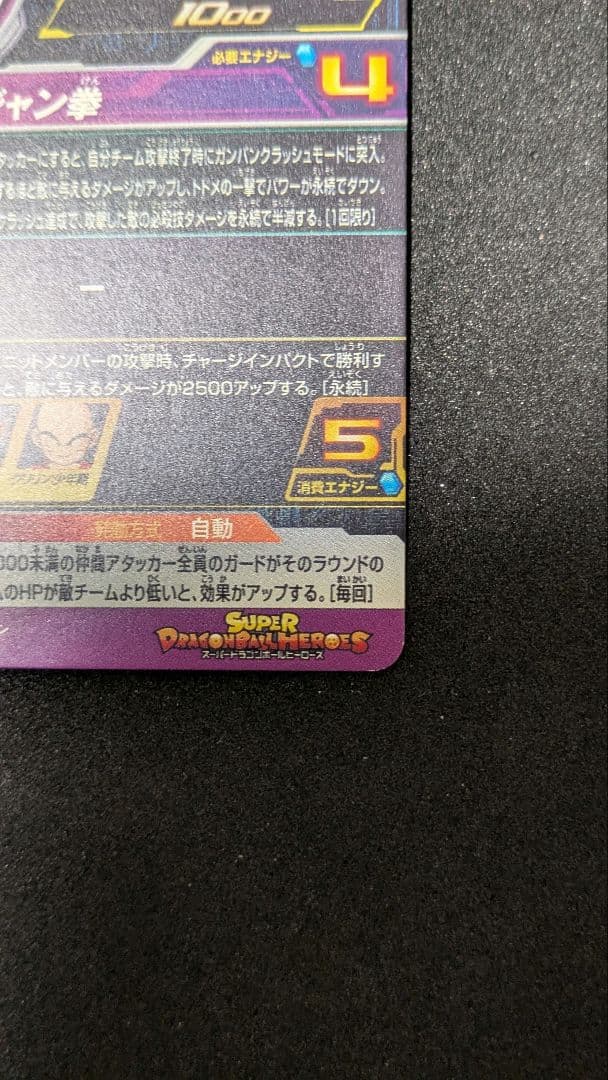 1000
必要エナジー 4
ジャン拳
タッカーにすると、自分チーム攻撃終了時にガンバンクラッシュモードに突入。
するほど敵に与えるダメージがアップし、トドメの一撃でパワーが永続でダウン。
クラッシュ達成で、攻撃した敵の必殺技ダメージを永続で半減する。[1回限り]
ー
ニットメンバーの攻撃時、チャージインパクトで勝利す
と、敵に与えるダメージが2500アップする。[永続]
クリリン少年期
5
消費エナジー
発動方式 自動
000未満の仲間アタッカー全員のガードがそのラウンドの
ムのHPが敵チームより低いと、効果がアップする。[毎回]
SUPER
DRAGONBALL HEROES
スーパードラゴンボールヒーローズ